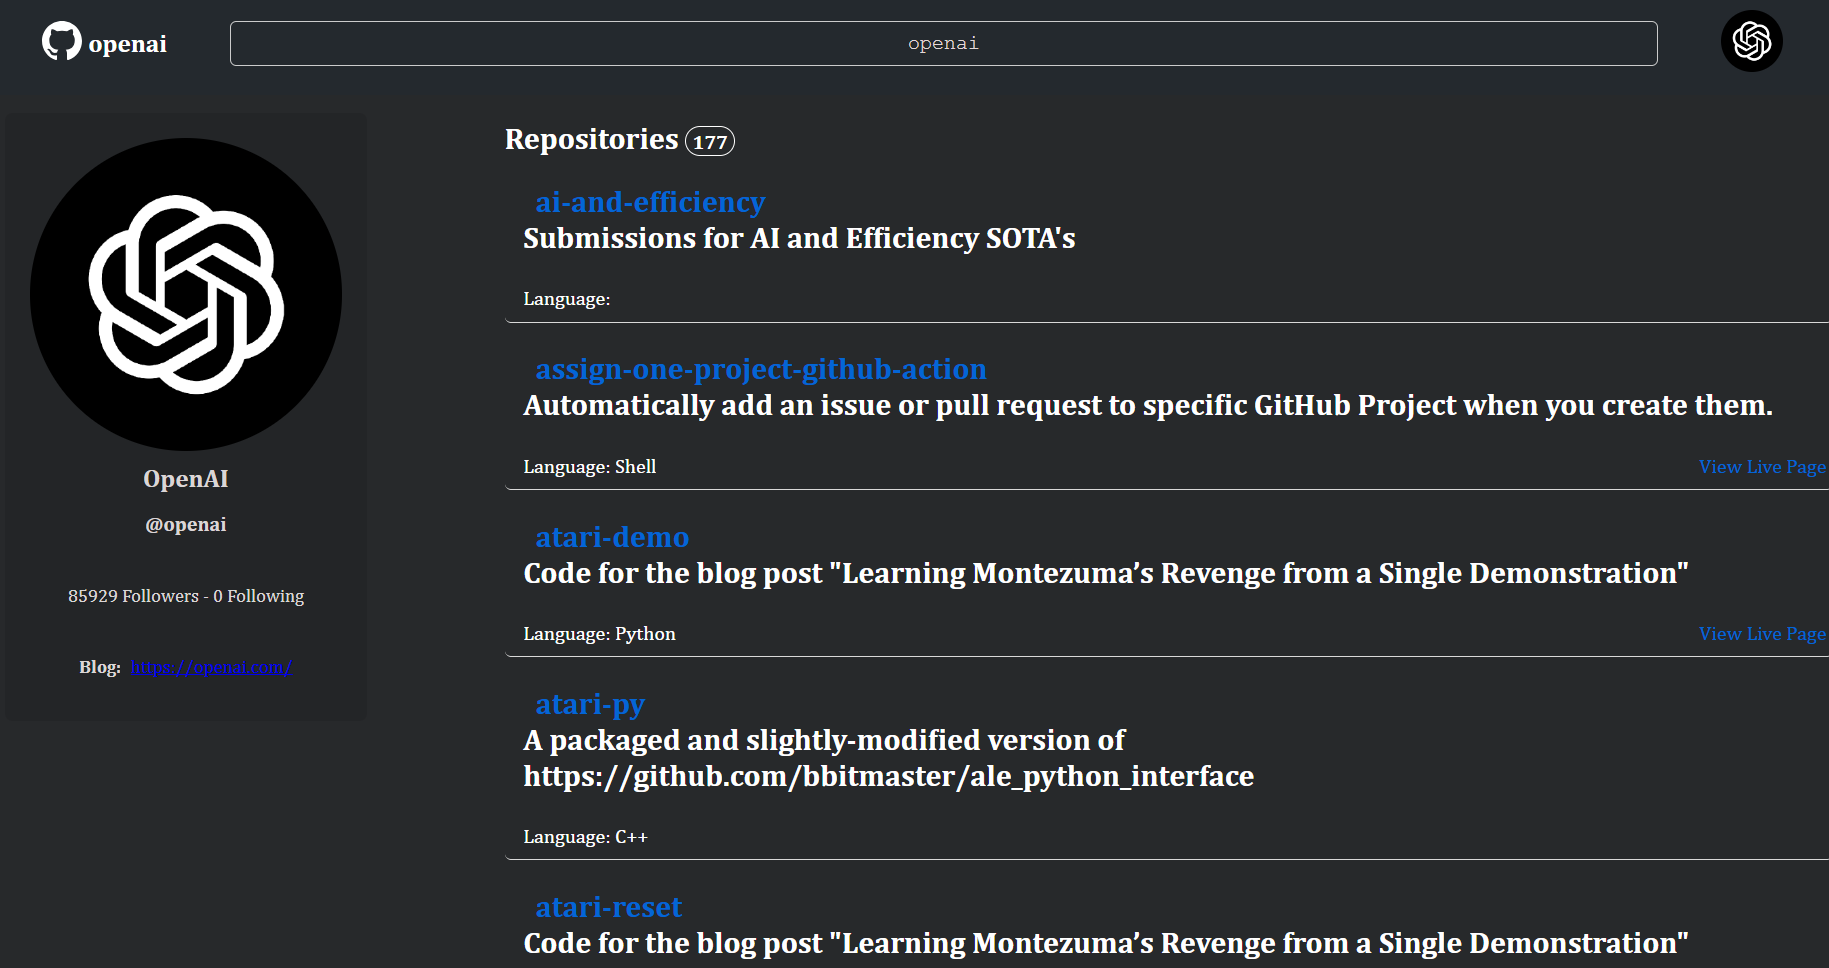 openai
openai
OpenAI
@openai
85929 Followers - 0 Following
Blog: https://openai.com/
Repositories 177
ai-and-efficiency
Submissions for AI and Efficiency SOTA's
Language:
assign-one-project-github-action
Automatically add an issue or pull request to specific GitHub Project when you create them.
Language: Shell
View Live Page
atari-demo
Code for the blog post "Learning Montezuma’s Revenge from a Single Demonstration"
Language: Python
View Live Page
atari-py
A packaged and slightly-modified version of
https://github.com/bbitmaster/ale_python_interface
Language: C++
atari-reset
Code for the blog post "Learning Montezuma’s Revenge from a Single Demonstration"